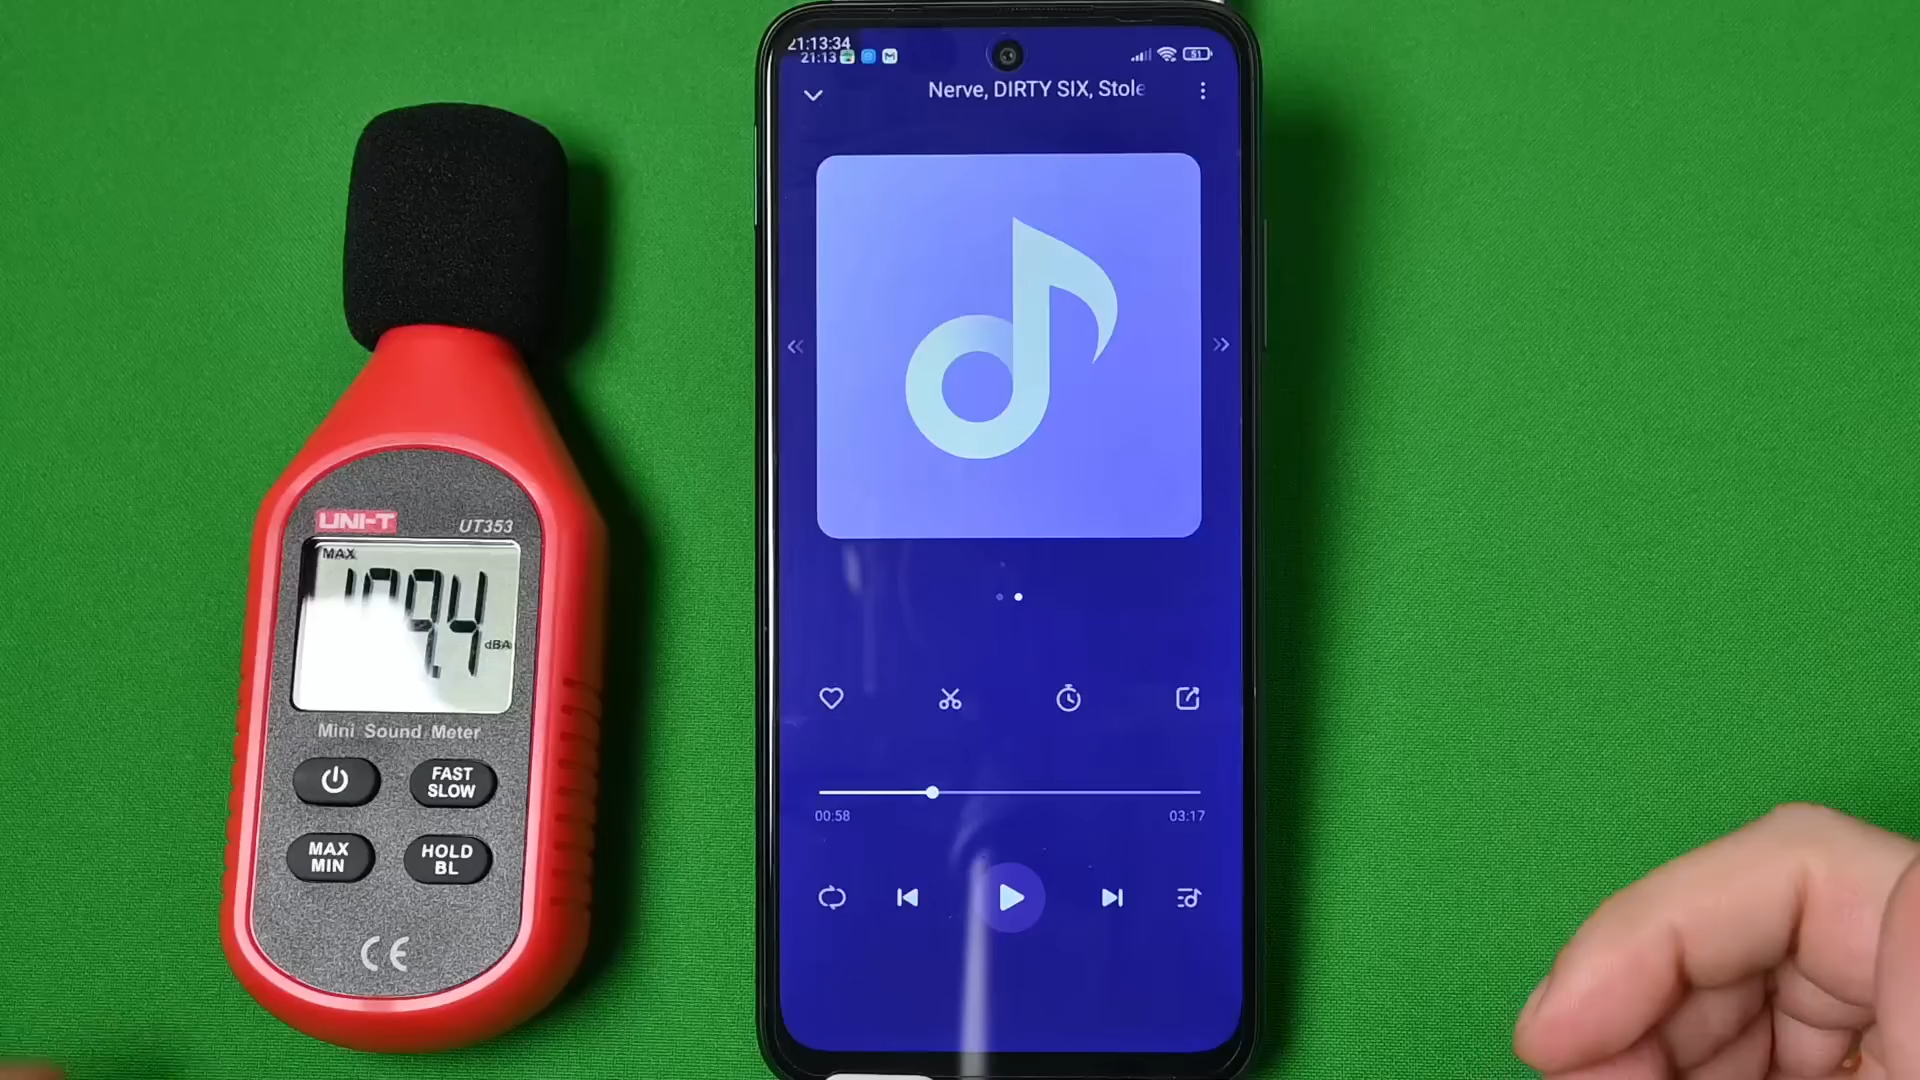 21:13:34
21:13
51
Nerve, DIRTY SIX, Stole
UNI-T UT353
MAX
dBA
Mini Sound Meter
FAST
SLOW
MAX
MIN
HOLD
BL
CE
00:58 03:17